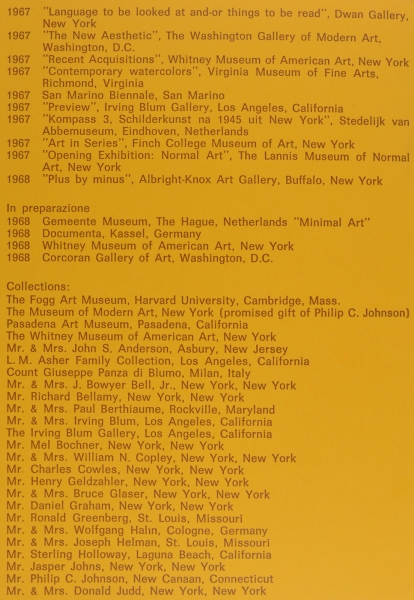 1967 "Language to be looked at and-or things to be read", Dwan Gallery,
New York
1967 "The New Aesthetic", The Washington Gallery of Modern Art,
Washington, D.C.
1967 "Recent Acquisitions", Whitney Museum of American Art, New York
1967 "Contemporary watercolors", Virginia Museum of Fine Arts,
Richmond, Virginia
1967 San Marino Biennale, San Marino
1967 "Preview", Irving Blum Gallery, Los Angeles, California
1967 "Kompass 3, Schilderkunst na 1945 uit New York", Stedelijk van
Abbemuseum, Eindhoven, Netherlands
1967 "Art in Series", Finch College Museum of Art, New York
1967 "Opening Exhibition: Normal Art", The Lannis Museum of Normal
Art, New York
1968 "Plus by minus", Albright-Knox Art Gallery, Buffalo, New York
In preparazione
1968 Gemeente Museum, The Hague, Netherlands "Minimal Art"
1968 Documenta, Kassel, Germany
1968 Whitney Museum of American Art, New York
1968 Corcoran Gallery of Art, Washington, D.C.
Collections:
The Fogg Art Museum, Harvard University, Cambridge, Mass.
The Museum of Modern Art, New York (promised gift of Philip C. Johnson)
Pasadena Art Museum, Pasadena, California
The Whitney Museum of American Art, New York
Mr. & Mrs. John S. Anderson, Asbury, New Jersey
L. M. Asher Family Collection, Los Angeles
Count Giuseppe Panza di Blumo, Milan, Italy
Mr. & Mrs. J. Bowyer Bell, Jr., New York, New York
Mr. Richard Bellamy, New York, New York
Mr. & Mrs. Paul Berthiaume, Rockville, Maryland
Mr. & Mrs. Irving Blum, Los Angeles, California
The Irving Blum Gallery, Los Angeles, California
Mr. Mel Bochner, New York, New York
Mr. & Mrs. William N. Copley, New York, New York
Mr. Charles Cowles, New York, New York
Mr. Henry Geldzahler, New York, New York
Mr. & Mrs. Bruce Glaser, New York, New York
Mr. Daniel Graham, New York, New York
Mr. Ronald Greenberg, St. Louis, Missouri
Mr. & Mrs. Wolfgang Hahn, Cologne, Germany
Mr. & Mrs. Joseph Helman, St. Louis, Missouri
Mr. Sterling Holloway, Laguna Beach, California
Mr. Jasper Johns, New York, New York
Mr. Philip C. Johnson, New Canaan, Connecticut
Mr. & Mrs. Donald Judd, New York, New York